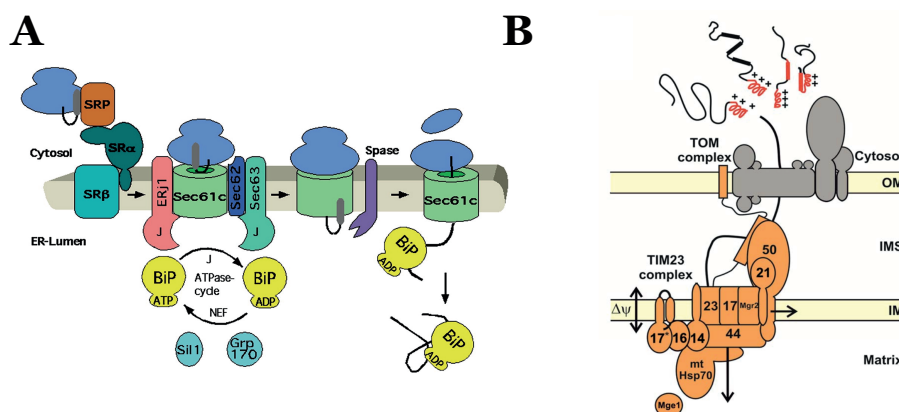 A
SRP
Cytosol
SRα
SRβ
ERj1
Sec61c
Sec62
Sec63
Spase
Sec61c
J
J
ER-Lumen
BiP
ATP
J
ATPase-
cycle
NEF
BiP
ADP
Sil1
Grp
170
BiP
ADP
BiP
ADP
B
+++
+++
+++
+++
TOM
complex
Cytoso
OM
IMS
TIM23
complex
50
21
Δψ
23
17
Mgr2
IM
17*
16
14
44
Matrix
mt
Hsp70
Mge1